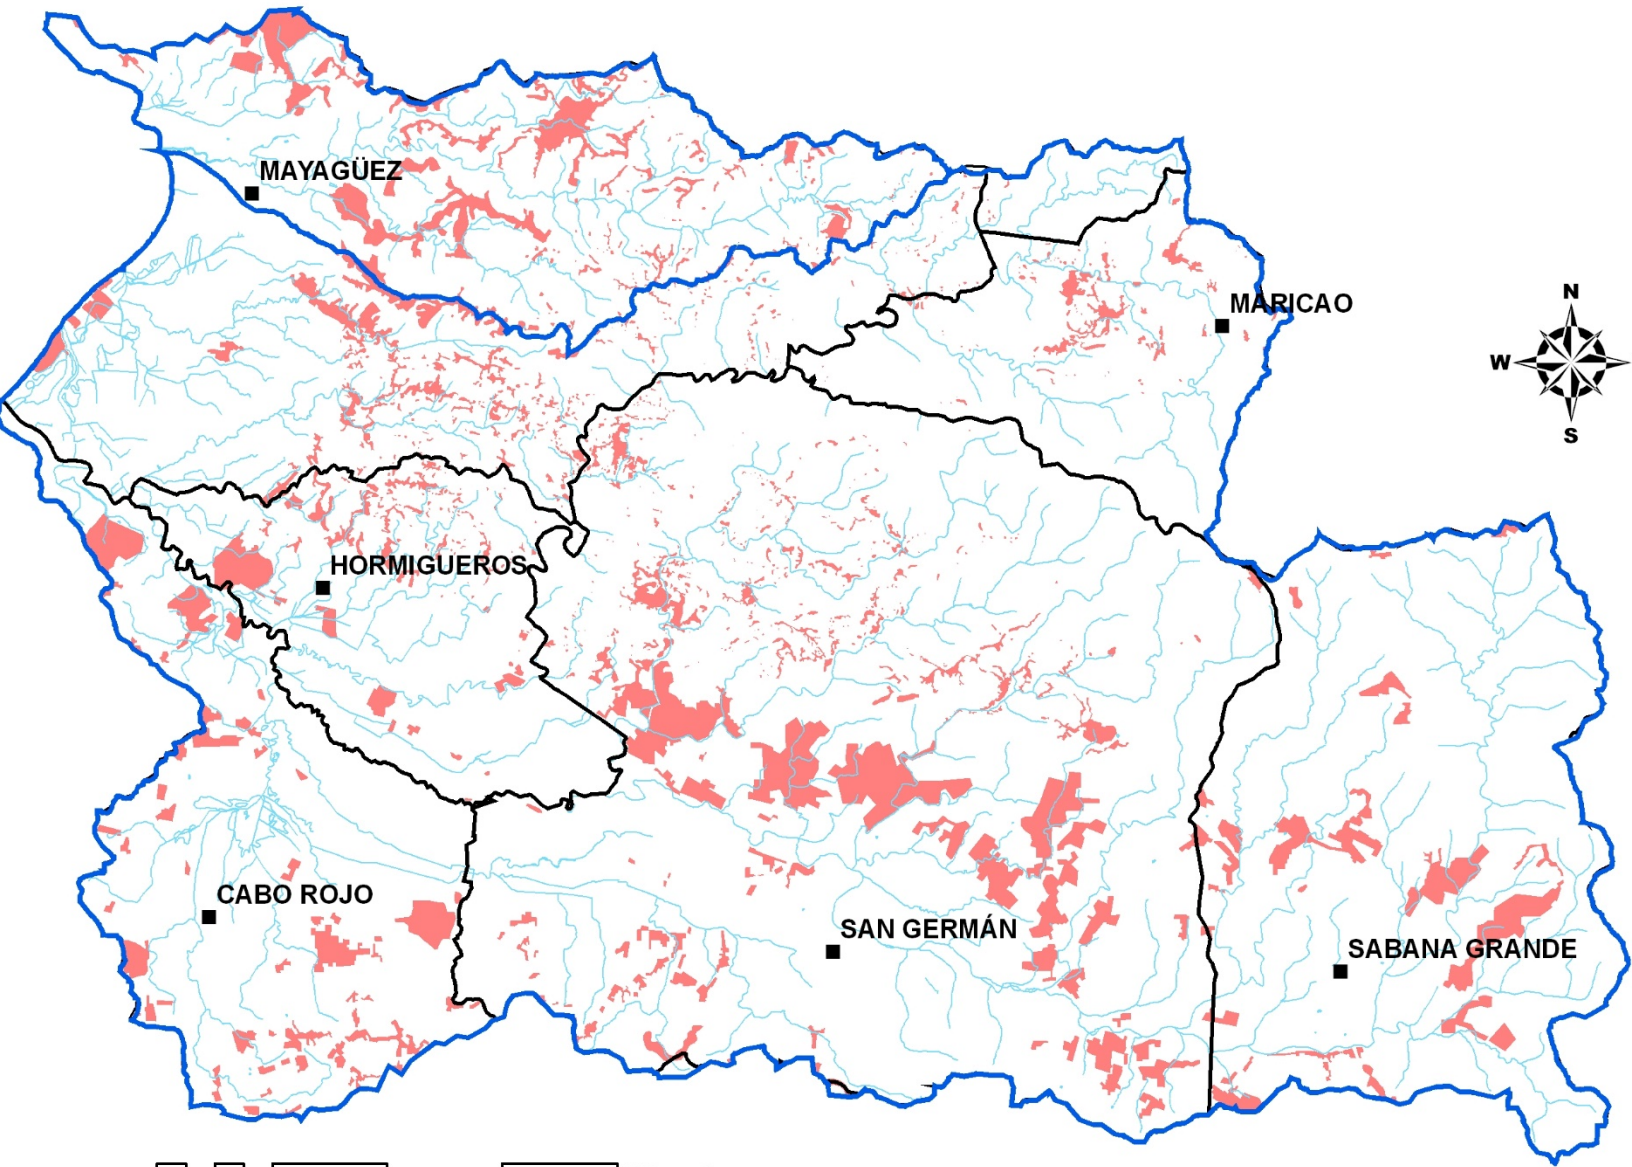 MAYAGÜEZ
MARICAO
N
W
S
HORMIGUEROS
CABO ROJO
SAN GERMÁN
SABANA GRANDE